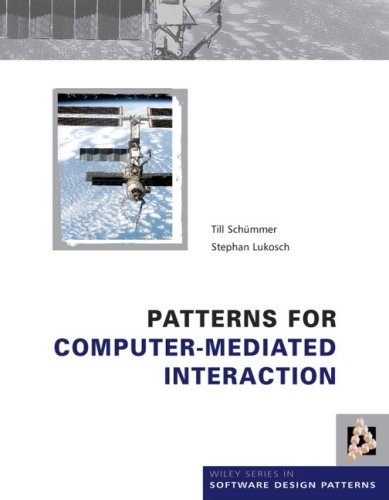 Till Schümmer
Stephan Lukosch
PATTERNS FOR
COMPUTER-MEDIATED
INTERACTION
WILEY SERIES IN
SOFTWARE DESIGN PATTERNS